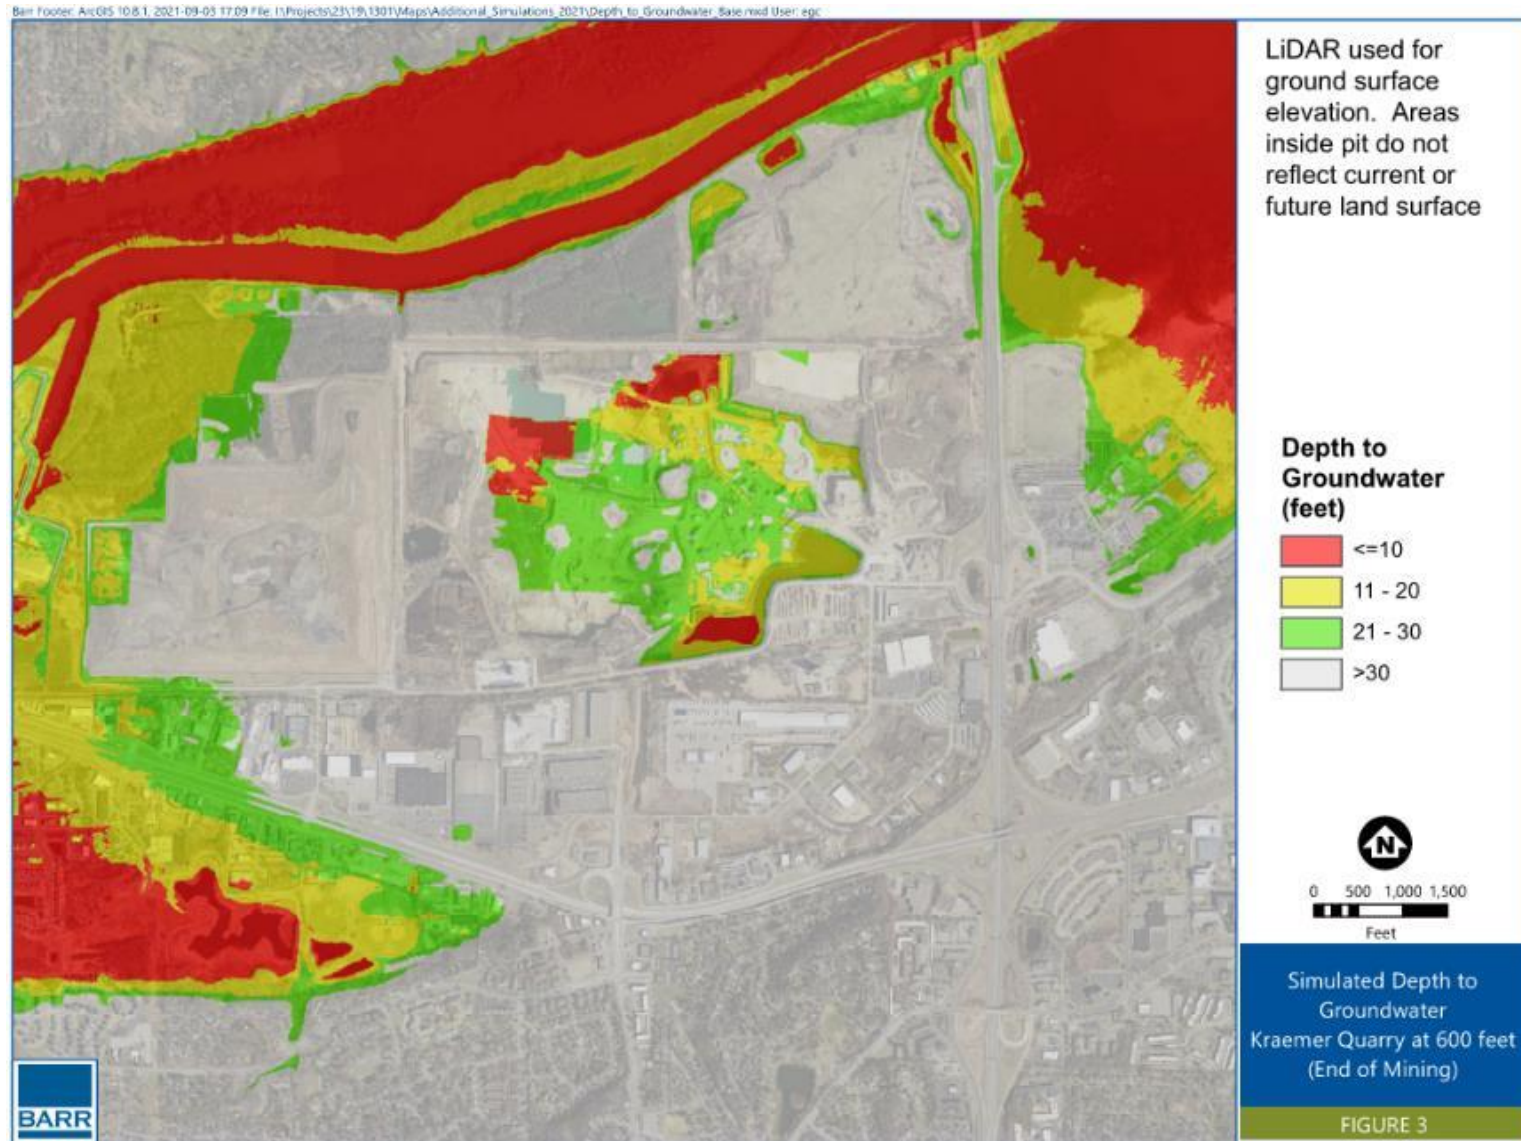 Barr Footer: ArcGIS 10.8.1, 2021-09-03 17:09 File: I:\Projects\23\19\1301\Maps\Additional_Simulations_2021\Depth_to_Groundwater_Base.mxd User: egc
LiDAR used for
ground surface
elevation. Areas
inside pit do not
reflect current or
future land surface
Depth to
Groundwater
(feet)
<=10
11 - 20
21 - 30
>30
N
0 500 1,000 1,500
Feet
Simulated Depth to
Groundwater
Kraemer Quarry at 600 feet
(End of Mining)
FIGURE 3
BARR